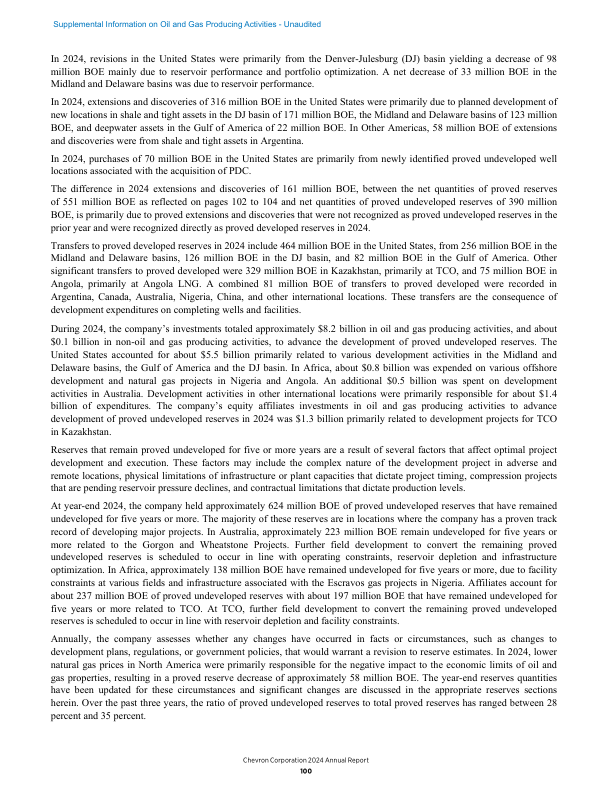 Supplemental Information on Oil and Gas Producing Activities - Unaudited
In 2024, revisions in the United States were primarily from the Denver-Julesburg (DJ) basin yielding a decrease of 98
million BOE mainly due to reservoir performance and portfolio optimization. A net decrease of 33 million BOE in the
Midland and Delaware basins was due to reservoir performance.
In 2024, extensions and discoveries of 316 million BOE in the United States were primarily due to planned development of
new locations in shale and tight assets in the DJ basin of 171 million BOE, the Midland and Delaware basins of 123 million
BOE, and deepwater assets in the Gulf of America of 22 million BOE. In Other Americas, 58 million BOE of extensions
and discoveries were from shale and tight assets in Argentina.
In 2024, purchases of 70 million BOE in the United States are primarily from newly identified proved undeveloped well
locations associated with the acquisition of PDC.
The difference in 2024 extensions and discoveries of 161 million BOE, between the net quantities of proved reserves
of 551 million BOE as reflected on pages 102 to 104 and net quantities of proved undeveloped reserves of 390 million
BOE, is primarily due to proved extensions and discoveries that were not recognized as proved undeveloped reserves in the
prior year and were recognized directly as proved developed reserves in 2024.
Transfers to proved developed reserves in 2024 include 464 million BOE in the United States, from 256 million BOE in the
Midland and Delaware basins, 126 million BOE in the DJ basin, and 82 million BOE in the Gulf of America. Other
significant transfers to proved developed were 329 million BOE in Kazakhstan, primarily at TCO, and 75 million BOE in
Angola, primarily at Angola LNG. A combined 81 million BOE of transfers to proved developed were recorded in
Argentina, Canada, Australia, Nigeria, China, and other international locations. These transfers are the consequence of
development expenditures on completing wells and facilities.
During 2024, the company's investments totaled approximately $8.2 billion in oil and gas producing activities, and about
$0.1 billion in non-oil and gas producing activities, to advance the development of proved undeveloped reserves. The
United States accounted for about $5.5 billion primarily related to various development activities in the Midland and
Delaware basins, the Gulf of America and the DJ basin. In Africa, about $0.8 billion was expended on various offshore
development and natural gas projects in Nigeria and Angola. An additional $0.5 billion was spent on development
activities in Australia. Development activities in other international locations were primarily responsible for about $1.4
billion of expenditures. The company's equity affiliates investments in oil and gas producing activities to advance
development of proved undeveloped reserves in 2024 was $1.3 billion primarily related to development projects for TCO
in Kazakhstan.
Reserves that remain proved undeveloped for five or more years are a result of several factors that affect optimal project
development and execution. These factors may include the complex nature of the development project in adverse and
remote locations, physical limitations of infrastructure or plant capacities that dictate project timing, compression projects
that are pending reservoir pressure declines, and contractual limitations that dictate production levels.
At year-end 2024, the company held approximately 624 million BOE of proved undeveloped reserves that have remained
undeveloped for five years or more. The majority of these reserves are in locations where the company has a proven track
record of developing major projects. In Australia, approximately 223 million BOE remain undeveloped for five years or
more related to the Gorgon and Wheatstone Projects. Further field development to convert the remaining proved
undeveloped reserves is scheduled to occur in line with operating constraints, reservoir depletion and infrastructure
optimization. In Africa, approximately 138 million BOE have remained undeveloped for five years or more, due to facility
constraints at various fields and infrastructure associated with the Escravos gas projects in Nigeria. Affiliates account for
about 237 million BOE of proved undeveloped reserves with about 197 million BOE that have remained undeveloped for
five years or more related to TCO. At TCO, further field development to convert the remaining proved undeveloped
reserves is scheduled to occur in line with reservoir depletion and facility constraints.
Annually, the company assesses whether any changes have occurred in facts or circumstances, such as changes to
development plans, regulations, or government policies, that would warrant a revision to reserve estimates. In 2024, lower
natural gas prices in North America were primarily responsible for the negative impact to the economic limits of oil and
gas properties, resulting in a proved reserve decrease of approximately 58 million BOE. The year-end reserves quantities
have been updated for these circumstances and significant changes are discussed in the appropriate reserves sections
herein. Over the past three years, the ratio of proved undeveloped reserves to total proved reserves has ranged between 28
percent and 35 percent.
Chevron Corporation 2024 Annual Report
100